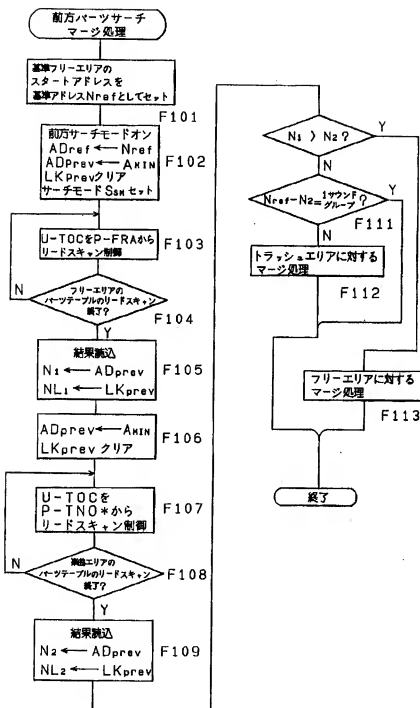 前方パーツサーチ
マージ処理
基準フリーエリアの
スタートアドレスを
基準アドレスNrefとしてセット
F101
前方サーチモードオン
ADref ← Nref
ADprev ← AMIN
LKprevクリア
サーチモード SSMセット
F102
U-TOCをP-FRAから
リードスキャン制御
F103
フリーエリアの
パーツテーブルのリードスキャン
終了?
N
Y
F104
結果読込
N1 ← ADprev
NL1 ← LKprev
F105
ADprev ← AMIN
LKprev クリア
F106
U-TOCを
P-TNO*から
リードスキャン制御
F107
エリアの
パーツテーブルのリードスキャン
終了?
N
Y
F108
結果読込
N2 ← ADprev
NL2 ← LKprev
F109
N1 > N2 ?
Y
N
Nref-N2=1サウンド
グループ?
Y
F111
N
トラッシュエリアに対する
マージ処理
F112
フリーエリアに対する
マージ処理
F113
終了